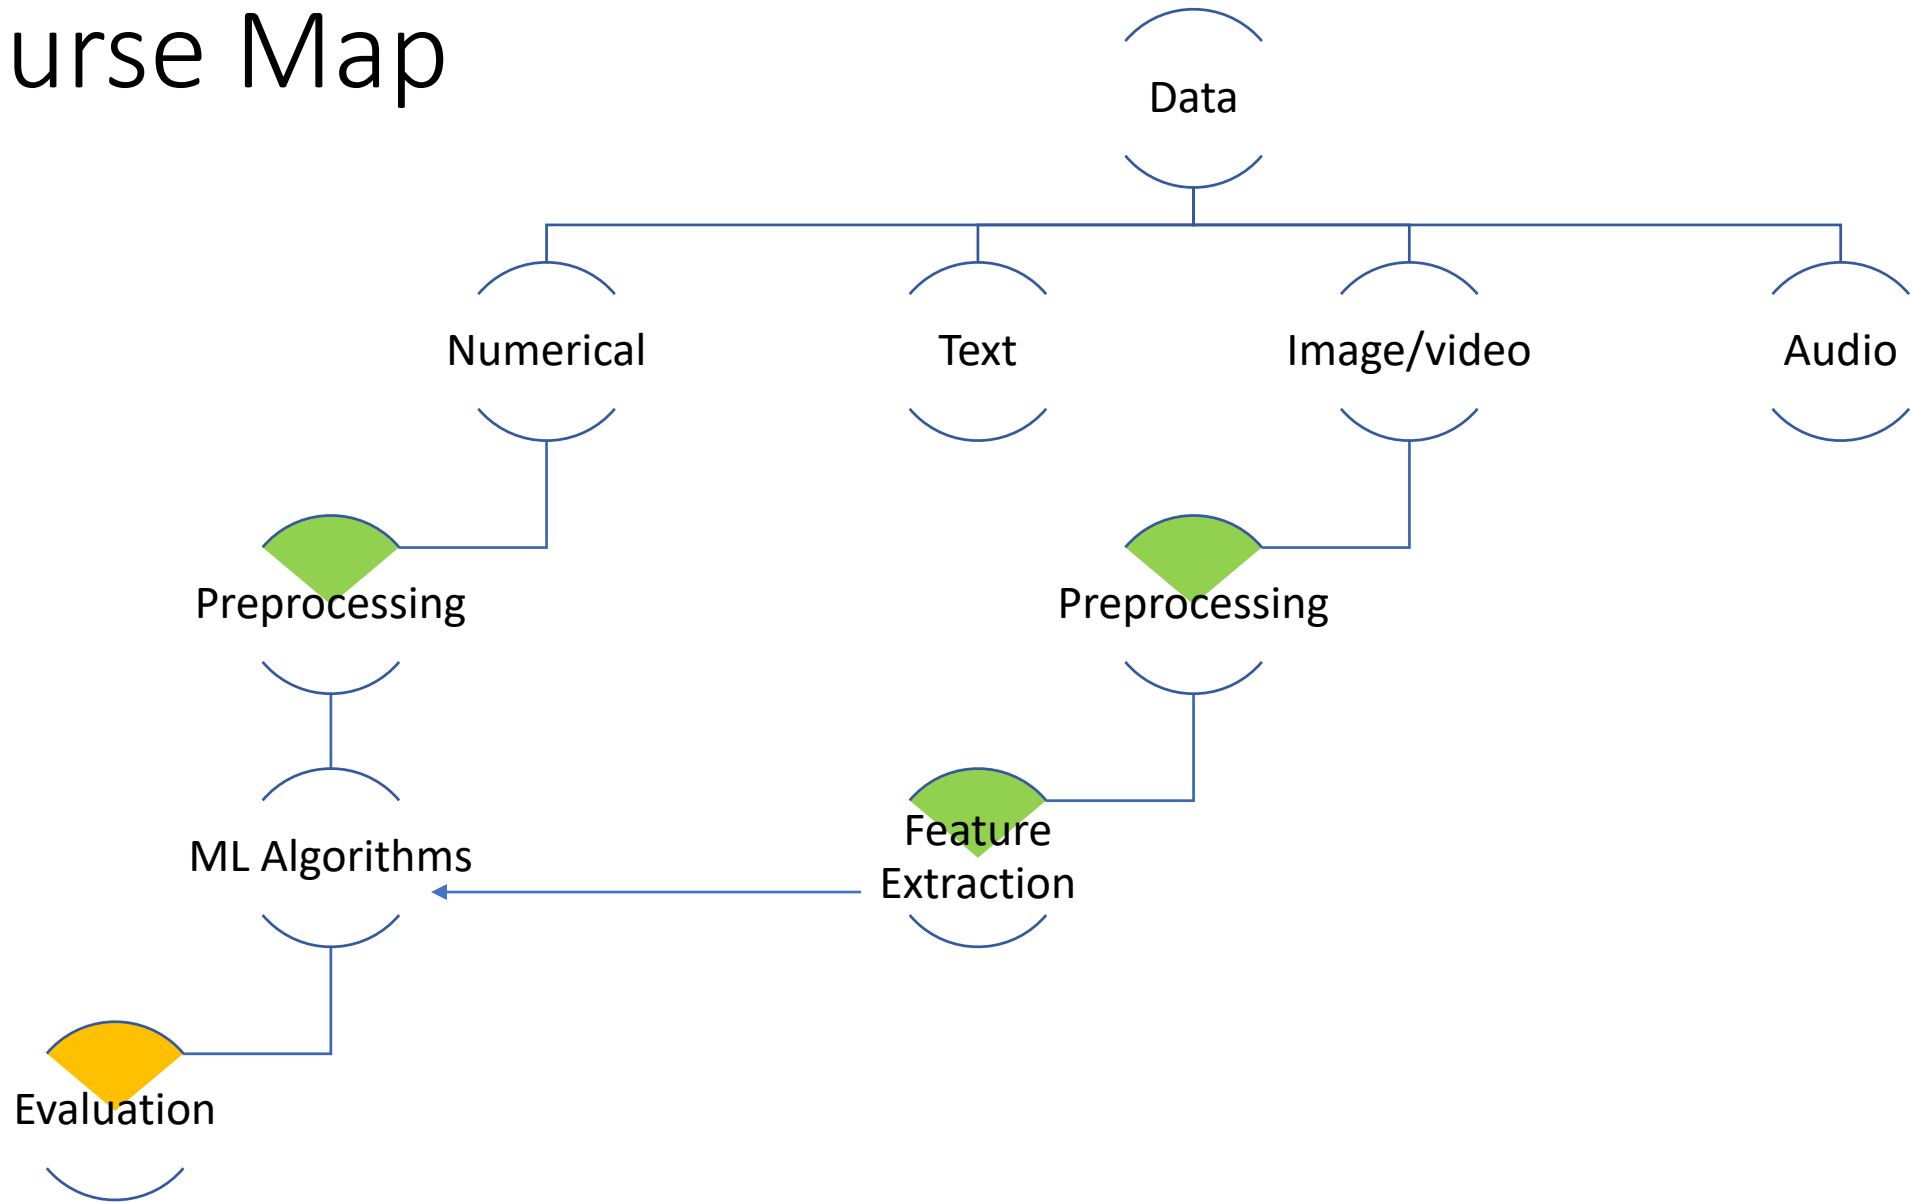 urse Map
Data
Numerical
Text
Image/video
Audio
Preprocessing
Preprocessing
ML Algorithms
Feature
Extraction
Evaluation